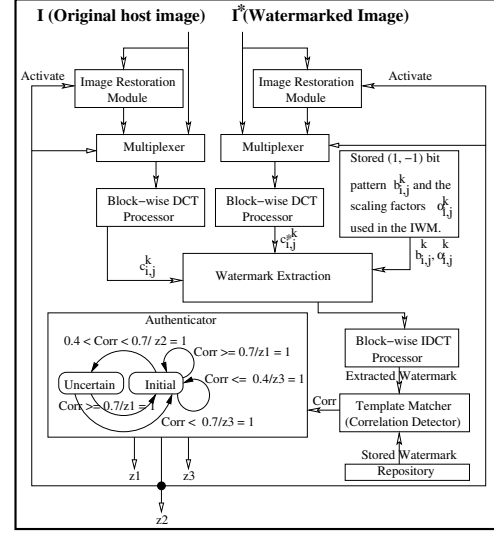 I (Original host image)
I*(Watermarked Image)
Activate
Image Restoration
Module
Image Restoration
Module
Activate
Multiplexer
Multiplexer
Stored (1, −1) bit
pattern b^k_{i,j} and the
scaling factors α^k_{i,j}
used in the IWM.
Block−wise DCT
Processor
Block−wise DCT
Processor
c^k_{i,j}
c^{*k}_{i,j}
b^k_{i,j}, α^k_{i,j}
Watermark Extraction
Authenticator
0.4 < Corr < 0.7/ z2 = 1
Corr >= 0.7/z1 = 1
Uncertain
Initial
Corr <= 0.4/z3 = 1
Corr >= 0.7/z1 = 1
Corr < 0.7/z3 = 1
Block−wise IDCT
Processor
Extracted Watermark
Corr
Template Matcher
(Correlation Detector)
Stored Watermark
Repository
z1
z3
z2